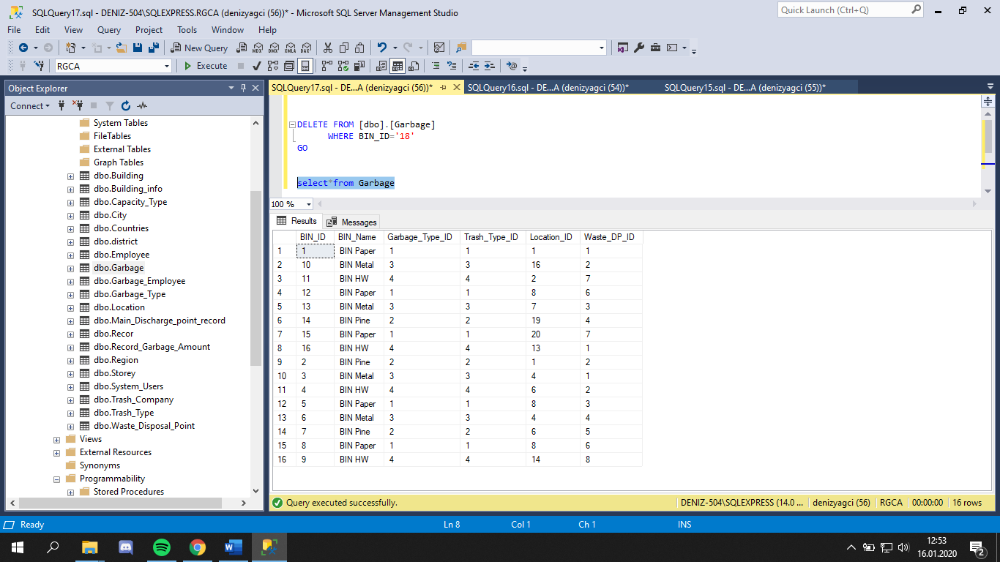 SQLQuery17.sql - DENIZ-504\SQLEXPRESS.RGCA (denizyagci (56))* - Microsoft SQL Server Management Studio
Quick Launch (Ctrl+Q)
File Edit View Query Project Tools Window Help
New Query MDX DMX XMLA DAX
RGCA Execute
Object Explorer
Connect
System Tables
FileTables
External Tables
Graph Tables
dbo.Building
dbo.Building_info
dbo.Capacity_Type
dbo.City
dbo.Countries
dbo.district
dbo.Employee
dbo.Garbage
dbo.Garbage_Employee
dbo.Garbage_Type
dbo.Location
dbo.Main_Discharge_point_record
dbo.Recor
dbo.Record_Garbage_Amount
dbo.Region
dbo.Storey
dbo.System_Users
dbo.Trash_Company
dbo.Trash_Type
dbo.Waste_Disposal_Point
Views
External Resources
Synonyms
Programmability
Stored Procedures
SQLQuery17.sql - DE...A (denizyagci (56))* SQLQuery16.sql - DE...A (denizyagci (54))* SQLQuery15.sql - DE...A (denizyagci (55))*
DELETE FROM [dbo].[Garbage]
WHERE BIN_ID='18'
GO
select*from Garbage
100 %
Results Messages
BIN_ID BIN_Name Garbage_Type_ID Trash_Type_ID Location_ID Waste_DP_ID
1 1 BIN Paper 1 1 1 1
2 10 BIN Metal 3 3 16 2
3 11 BIN HW 4 4 2 7
4 12 BIN Paper 1 1 8 6
5 13 BIN Metal 3 3 7 3
6 14 BIN Pine 2 2 19 4
7 15 BIN Paper 1 1 20 7
8 16 BIN HW 4 4 13 1
9 2 BIN Pine 2 2 1 2
10 3 BIN Metal 3 3 4 1
11 4 BIN HW 4 4 6 2
12 5 BIN Paper 1 1 8 3
13 6 BIN Metal 3 3 4 4
14 7 BIN Pine 2 2 6 5
15 8 BIN Paper 1 1 8 6
16 9 BIN HW 4 4 14 8
Query executed successfully. DENIZ-504\SQLEXPRESS (14.0 ... denizyagci (56) RGCA 00:00:00 16 rows
Ready Ln 8 Col 1 Ch 1 INS
12:53
16.01.2020
2